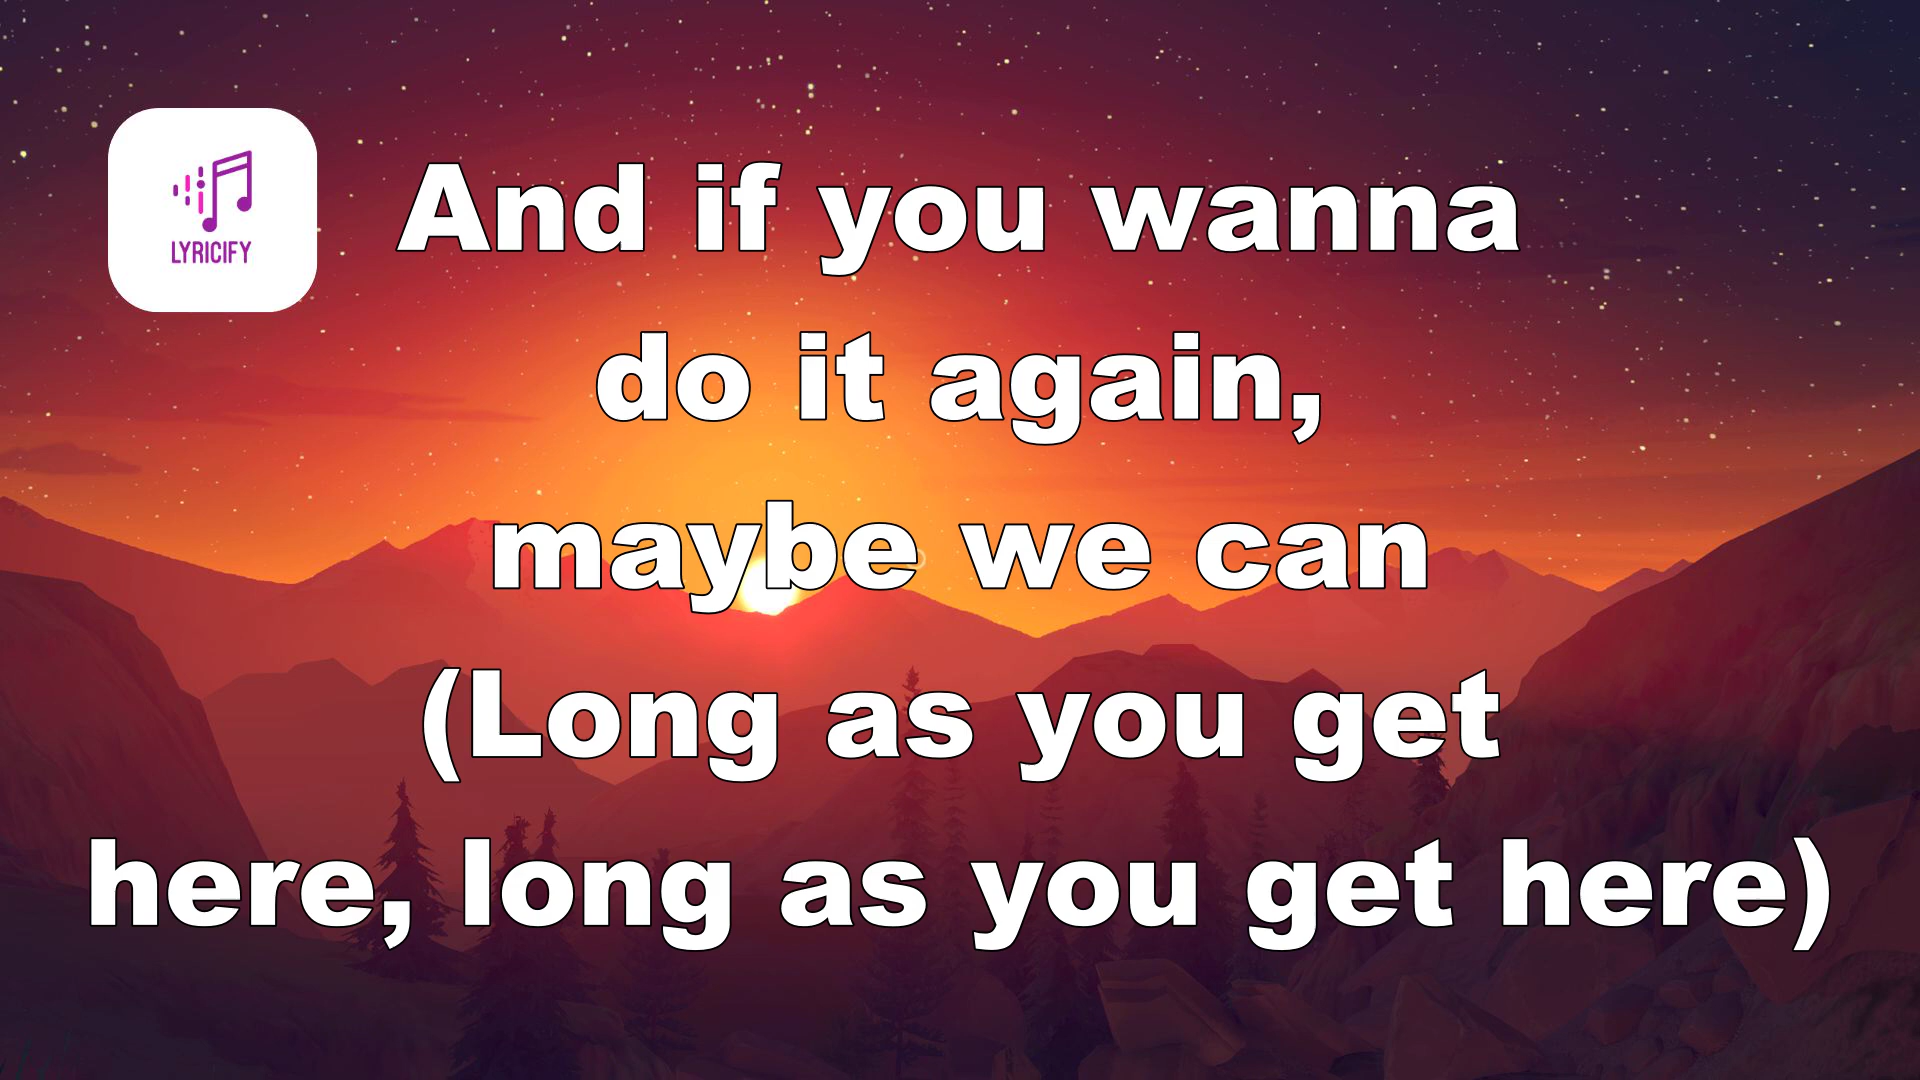 LYRICIFY
And if you wanna
do it again,
maybe we can
(Long as you get
here, long as you get here)